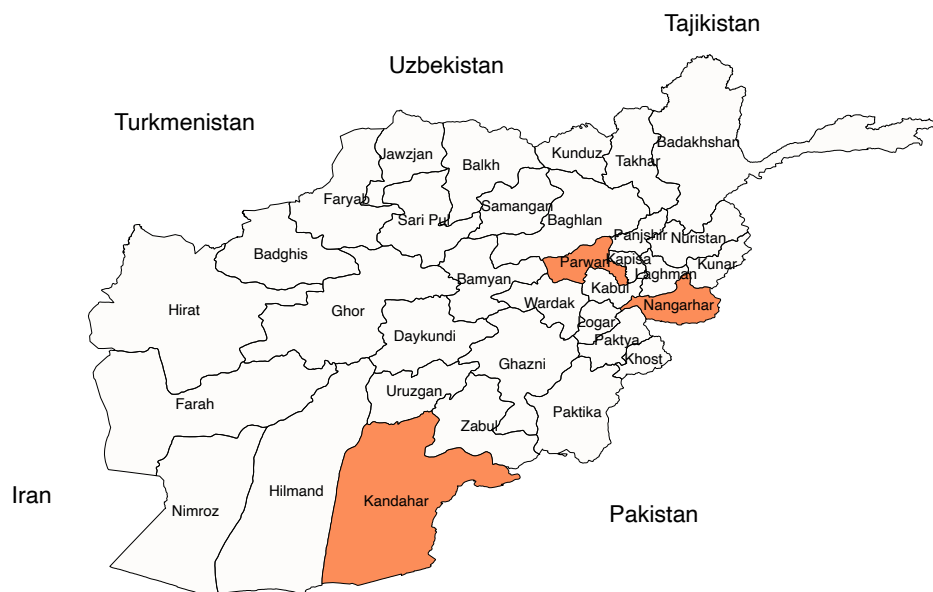 Tajikistan
Uzbekistan
Turkmenistan
Badakhshan
Jawzjan
Kunduz
Takhar
Balkh
Faryab
Samangan
Sari Pul
Baghlan
Panjshir
Nuristan
Badghis
Parwan
Kapisa
Kunar
Laghman
Bamyan
Kabul
Hirat
Ghor
Wardak
Nangarhar
Logar
Daykundi
Paktya
Khost
Ghazni
Uruzgan
Farah
Paktika
Zabul
Iran
Hilmand
Kandahar
Nimroz
Pakistan